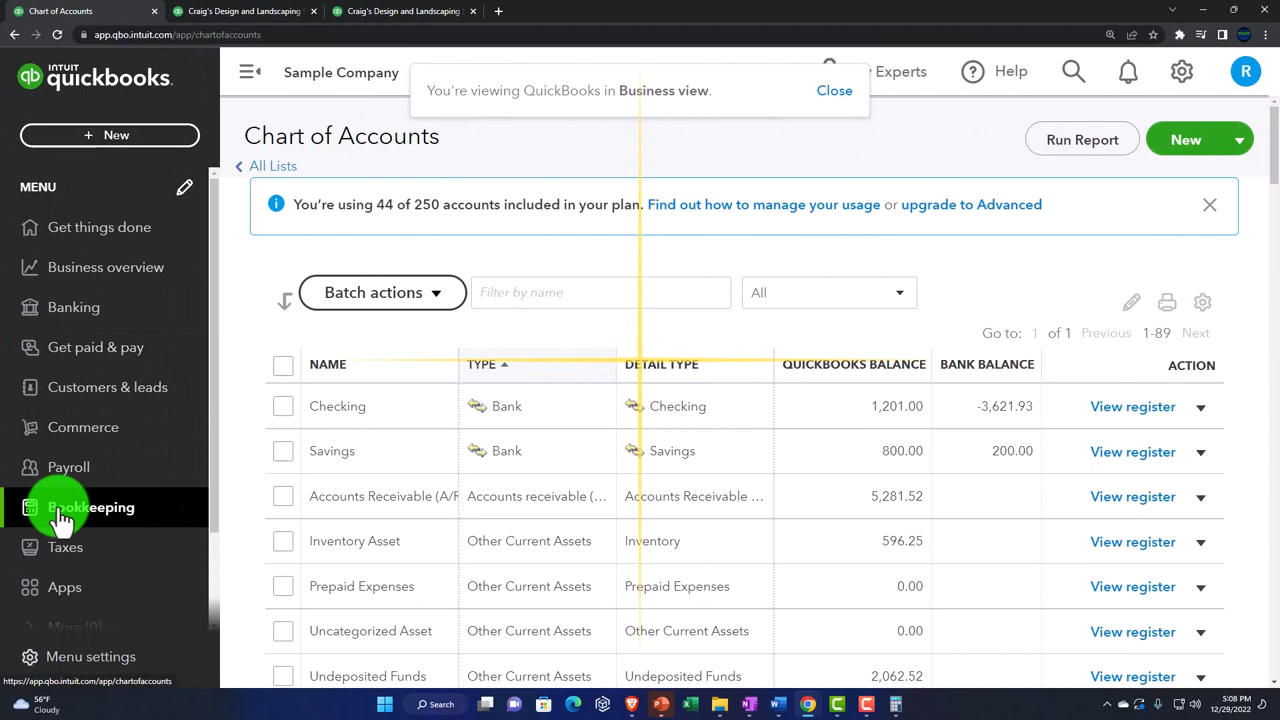 Chart of Accounts
Craig's Design and Landscaping
Craig's Design and Landscaping
app.qbo.intuit.com/app/chartofaccounts
INTUIT
quickbooks.
+ New
MENU
Get things done
Business overview
Banking
Get paid & pay
Customers & leads
Commerce
Payroll
Bookkeeping
Taxes
Apps
More (0)
Menu settings
https://app.qbo.intuit.com/app/chartofaccounts
Sample Company
You're viewing QuickBooks in Business view.
Close
Experts
Help
R
Chart of Accounts
All Lists
Run Report
New
You're using 44 of 250 accounts included in your plan. Find out how to manage your usage or upgrade to Advanced
Batch actions
Filter by name
All
Go to: 1 of 1 Previous 1-89 Next
NAME TYPE DETAIL TYPE QUICKBOOKS BALANCE BANK BALANCE ACTION
Checking Bank Checking 1,201.00 -3,621.93 View register
Savings Bank Savings 800.00 200.00 View register
Accounts Receivable (A/F Accounts receivable (... Accounts Receivable ... 5,281.52 View register
Inventory Asset Other Current Assets Inventory 596.25 View register
Prepaid Expenses Other Current Assets Prepaid Expenses 0.00 View register
Uncategorized Asset Other Current Assets Other Current Assets 0.00 View register
Undeposited Funds Other Current Assets Undeposited Funds 2,062.52 View register
56°F
Cloudy
Search
5:08 PM
12/29/2022